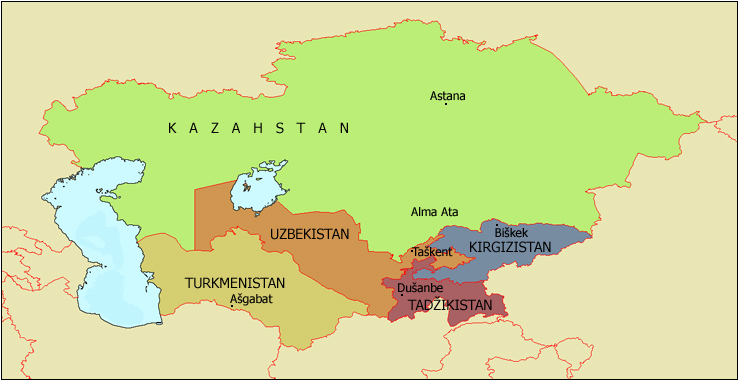 Astana
K A Z A H S T A N
Alma Ata
Biškek
UZBEKISTAN
KIRGIZISTAN
Taškent
TURKMENISTAN
Dušanbe
Ašgabat
TADŽIKISTAN